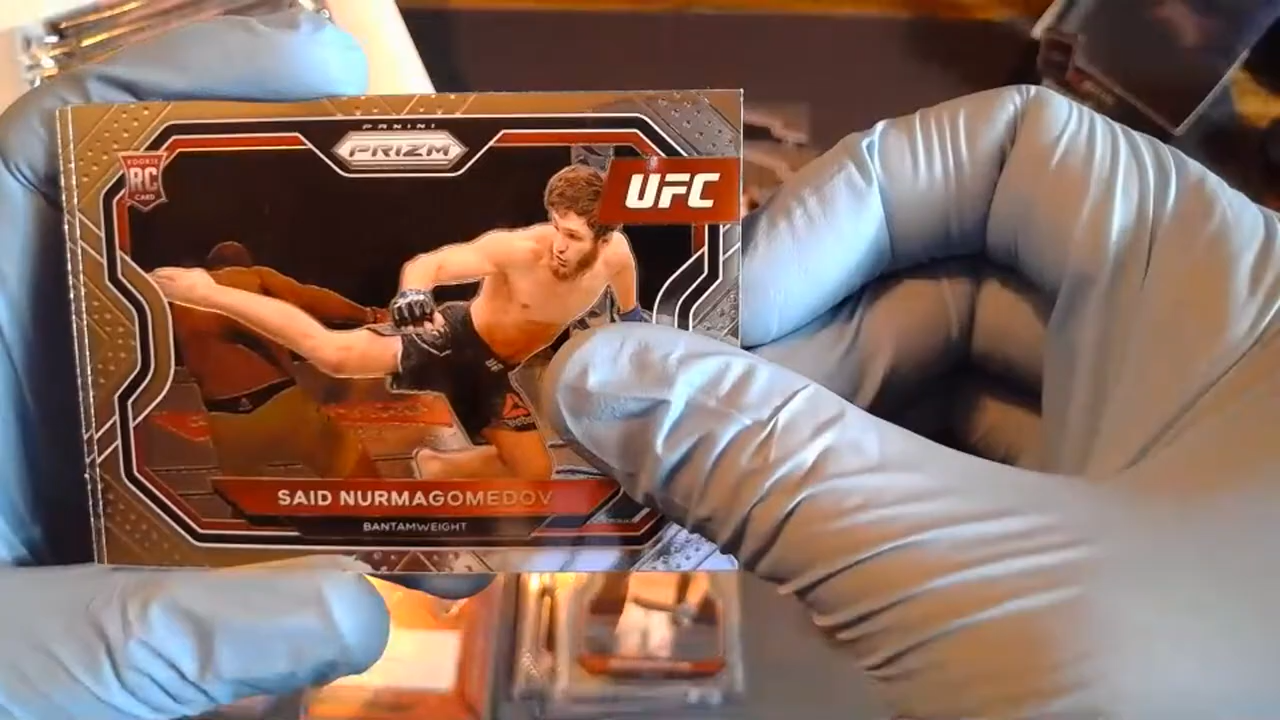 PANINI
PRIZM
ROOKIE
RC
CARD
UFC
SAID NURMAGOMEDOV
BANTAMWEIGHT